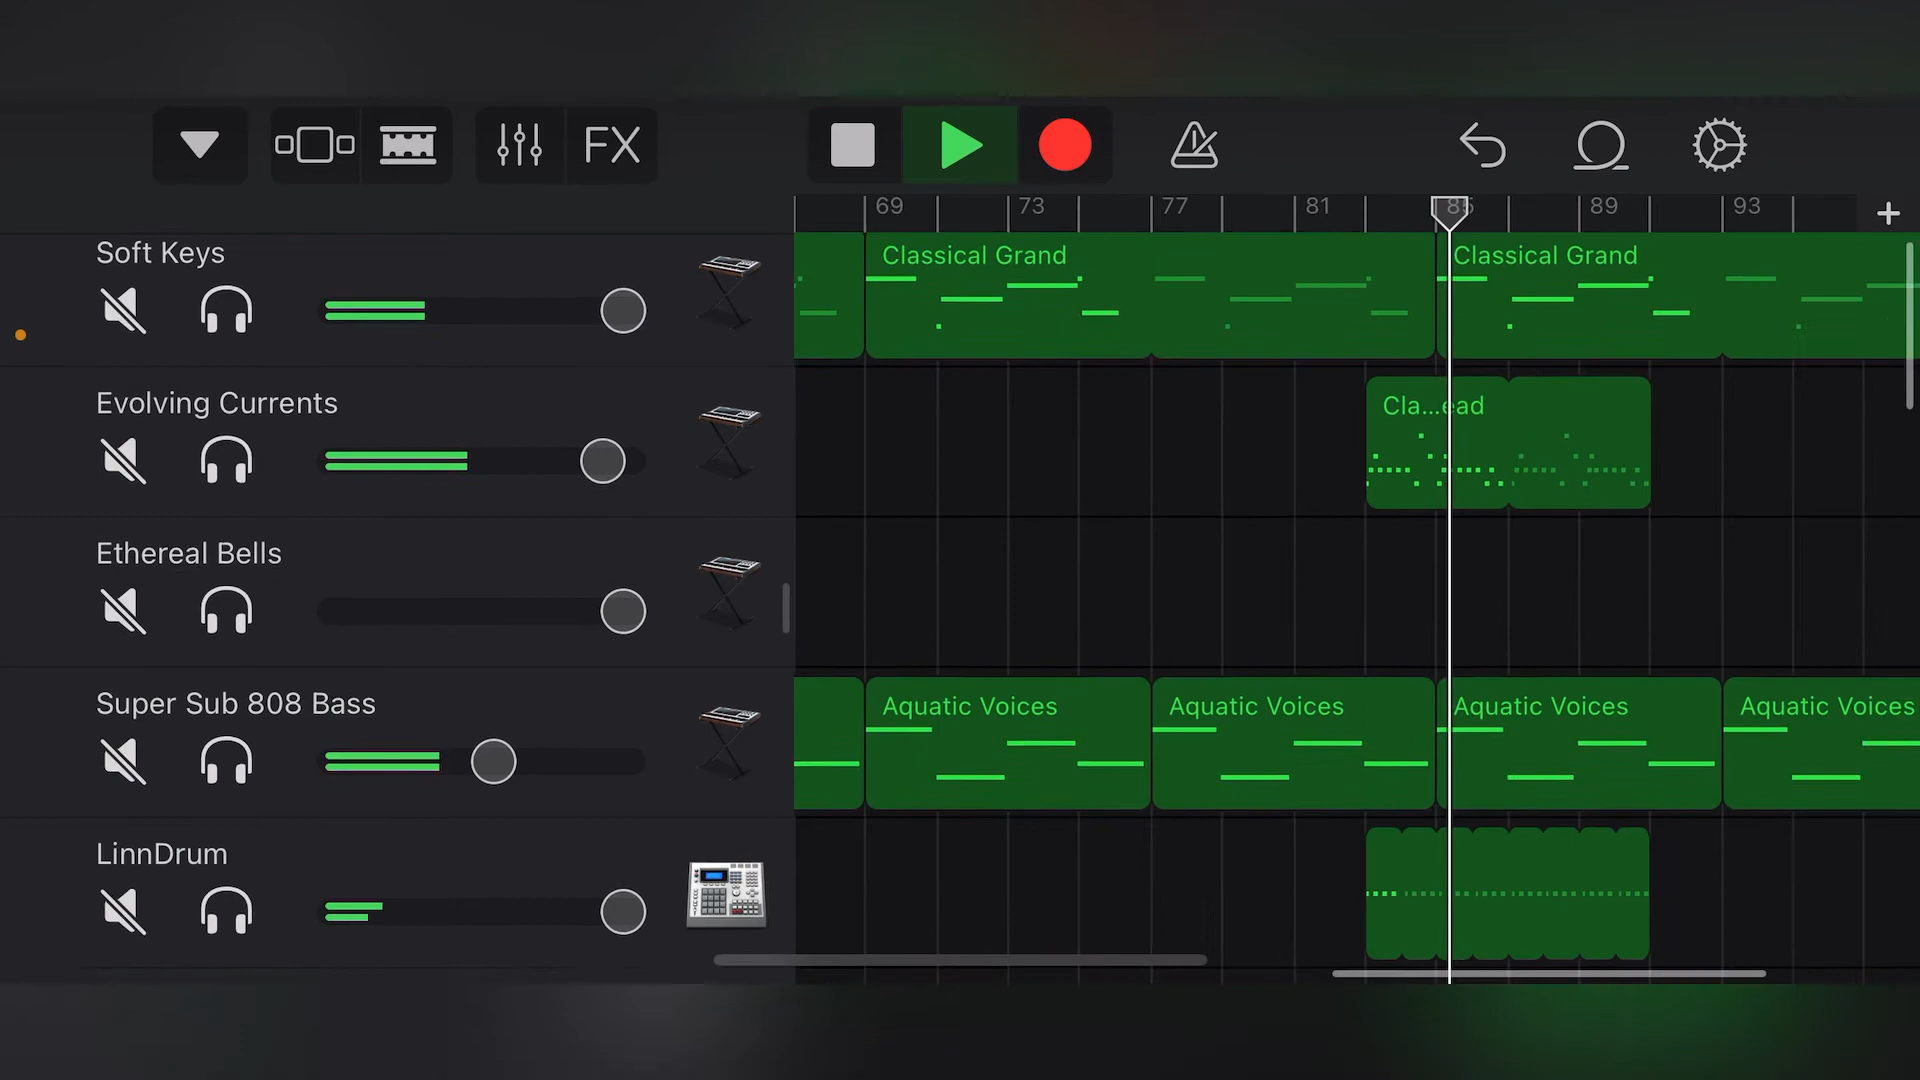 FX
69 73 77 81 85 89 93 +
Soft Keys
Classical Grand Classical Grand
Evolving Currents
Cla...ead
Ethereal Bells
Super Sub 808 Bass
Aquatic Voices Aquatic Voices Aquatic Voices Aquatic Voices
LinnDrum